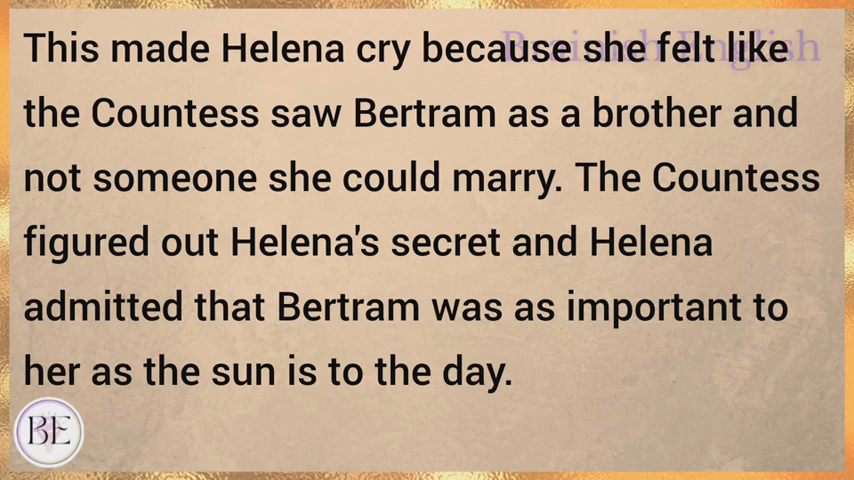 This made Helena cry because she felt like
the Countess saw Bertram as a brother and
not someone she could marry. The Countess
figured out Helena's secret and Helena
admitted that Bertram was as important to
her as the sun is to the day.
BE